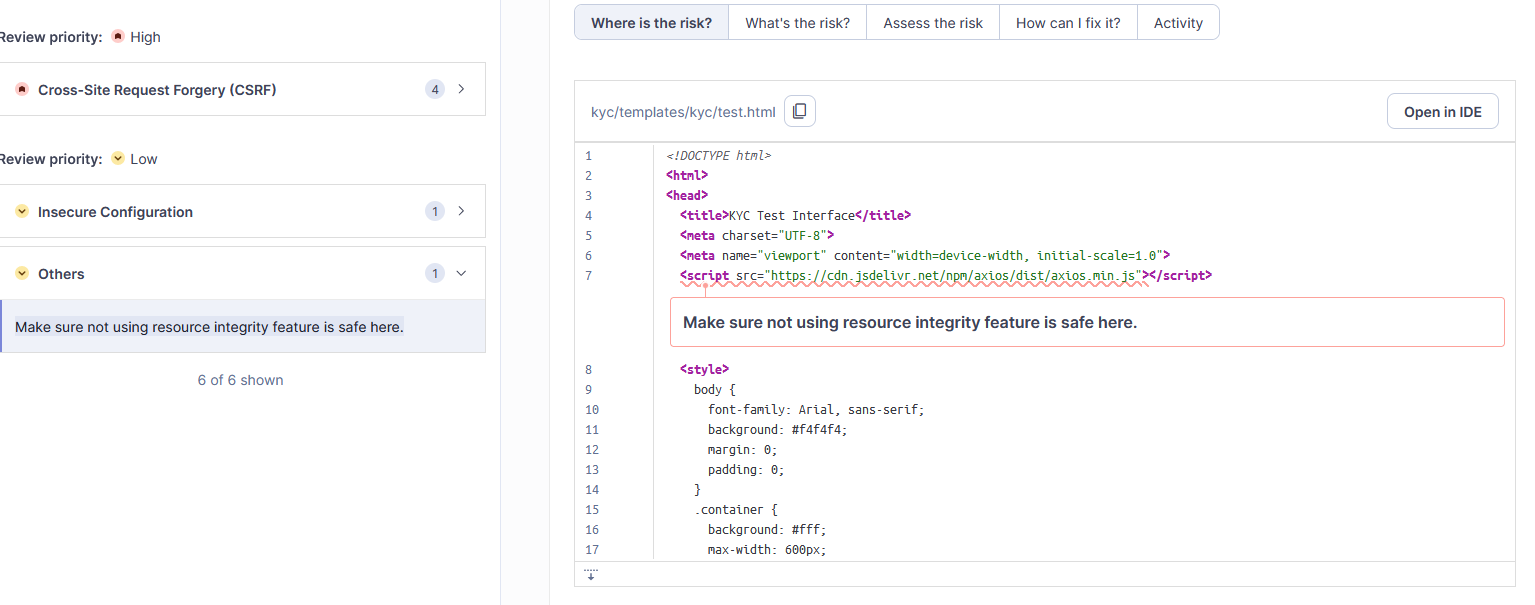 Review priority: High
Cross-Site Request Forgery (CSRF) 4
Review priority: Low
Insecure Configuration 1
Others 1
Make sure not using resource integrity feature is safe here.
6 of 6 shown
Where is the risk? What's the risk? Assess the risk How can I fix it? Activity
kyc/templates/kyc/test.html Open in IDE
1 <!DOCTYPE html>
2 <html>
3 <head>
4 <title>KYC Test Interface</title>
5 <meta charset="UTF-8">
6 <meta name="viewport" content="width=device-width, initial-scale=1.0">
7 <script src="https://cdn.jsdelivr.net/npm/axios/dist/axios.min.js"></script>
Make sure not using resource integrity feature is safe here.
8 <style>
9 body {
10 font-family: Arial, sans-serif;
11 background: #f4f4f4;
12 margin: 0;
13 padding: 0;
14 }
15 .container {
16 background: #fff;
17 max-width: 600px;